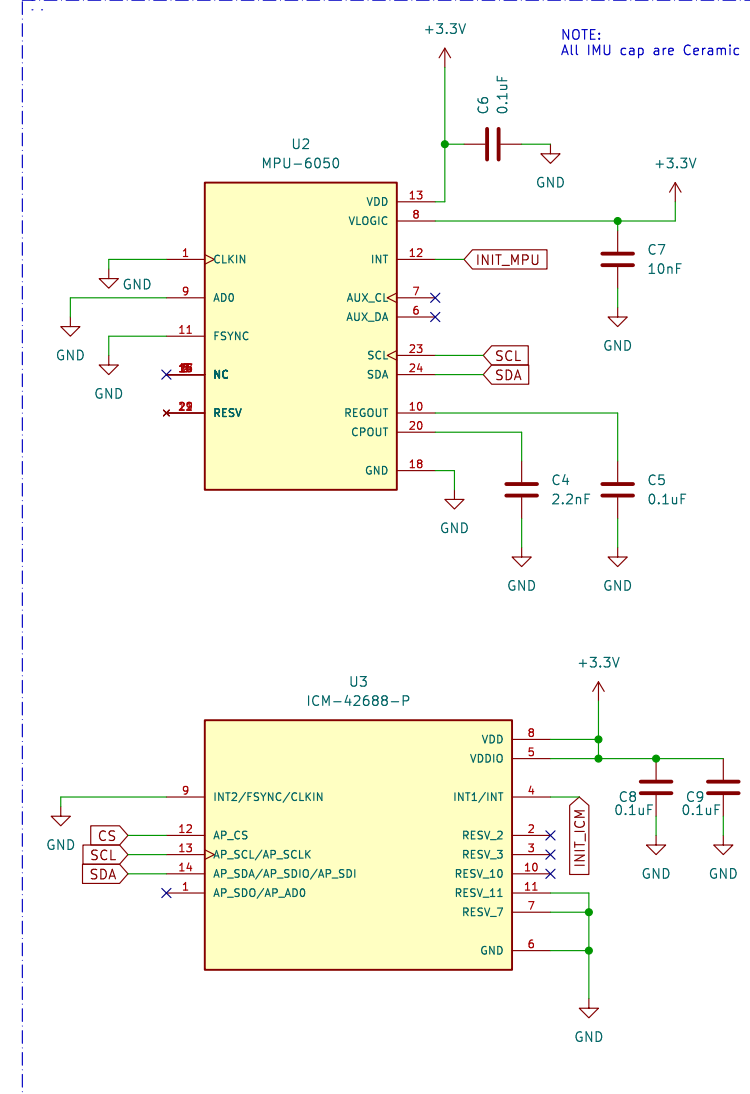 NOTE:
All IMU cap are Ceramic
+3.3V
C6
0.1uF
GND
U2
MPU-6050
+3.3V
VDD 13
VLOGIC 8
C7
10nF
GND
1 CLKIN
GND
INT 12
INIT_MPU
9 AD0
GND
AUX_CL 7
AUX_DA 6
11 FSYNC
GND
SCL 23
SCL
SDA 24
SDA
NC
RESV
REGOUT 10
CPOUT 20
GND 18
GND
C4
2.2nF
GND
C5
0.1uF
GND
+3.3V
U3
ICM-42688-P
VDD 8
VDDIO 5
C8
0.1uF
GND
C9
0.1uF
GND
9 INT2/FSYNC/CLKIN
GND
INT1/INT 4
INIT_ICM
CS
12 AP_CS
RESV_2 2
SCL
13 AP_SCL/AP_SCLK
RESV_3 3
SDA
14 AP_SDA/AP_SDIO/AP_SDI
RESV_10 10
1 AP_SDO/AP_AD0
RESV_11 11
RESV_7 7
GND 6
GND